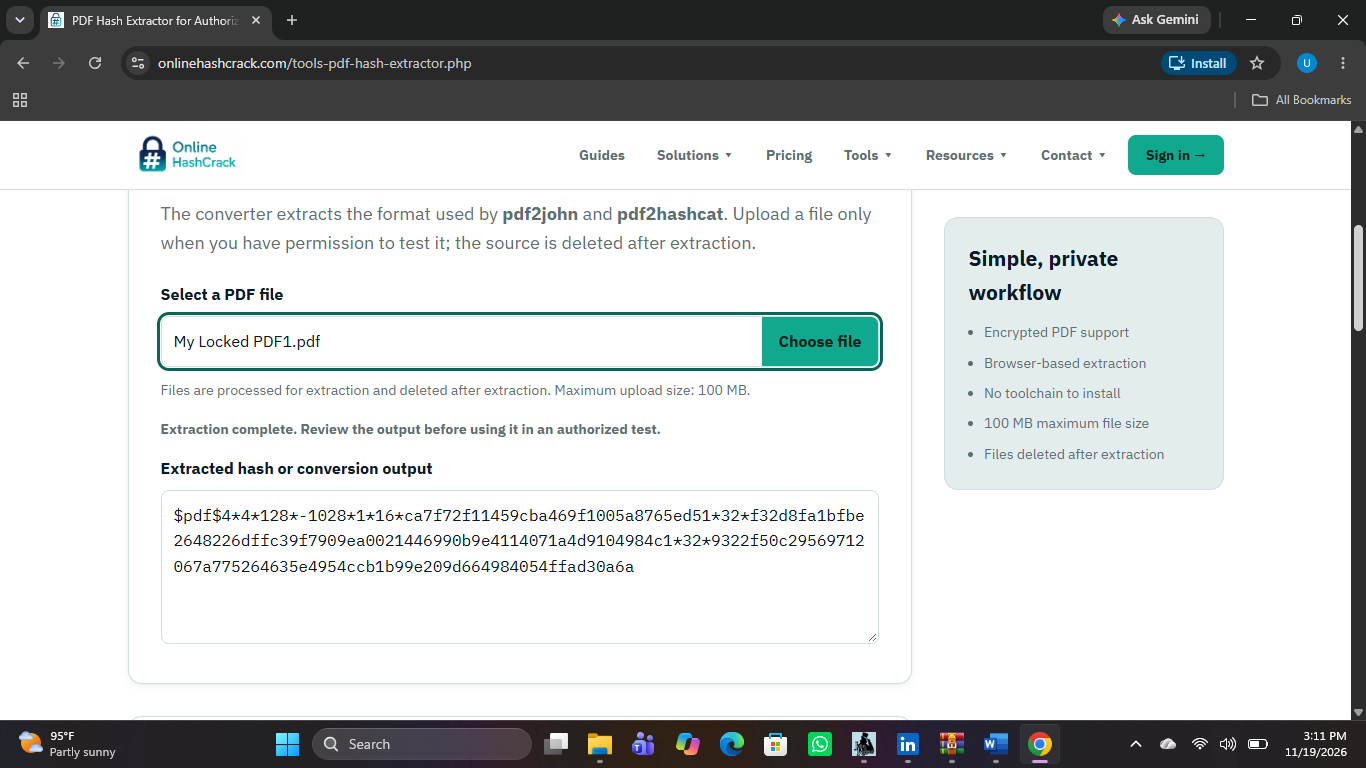 PDF Hash Extractor for Authoriz
Ask Gemini
onlinehashcrack.com/tools-pdf-hash-extractor.php
Install
U
All Bookmarks
Online
HashCrack
#
Guides
Solutions
Pricing
Tools
Resources
Contact
Sign in →
The converter extracts the format used by pdf2john and pdf2hashcat. Upload a file only
when you have permission to test it; the source is deleted after extraction.
Select a PDF file
My Locked PDF1.pdf
Choose file
Files are processed for extraction and deleted after extraction. Maximum upload size: 100 MB.
Extraction complete. Review the output before using it in an authorized test.
Extracted hash or conversion output
$pdf$4*4*128*-1028*1*16*ca7f72f11459cba469f1005a8765ed51*32*f32d8fa1bfbe
2648226dffc39f7909ea0021446990b9e4114071a4d9104984c1*32*9322f50c29569712
067a775264635e4954ccb1b99e209d664984054ffad30a6a
Simple, private
workflow
• Encrypted PDF support
• Browser-based extraction
• No toolchain to install
• 100 MB maximum file size
• Files deleted after extraction
95°F
Partly sunny
Search
3:11 PM
11/19/2026